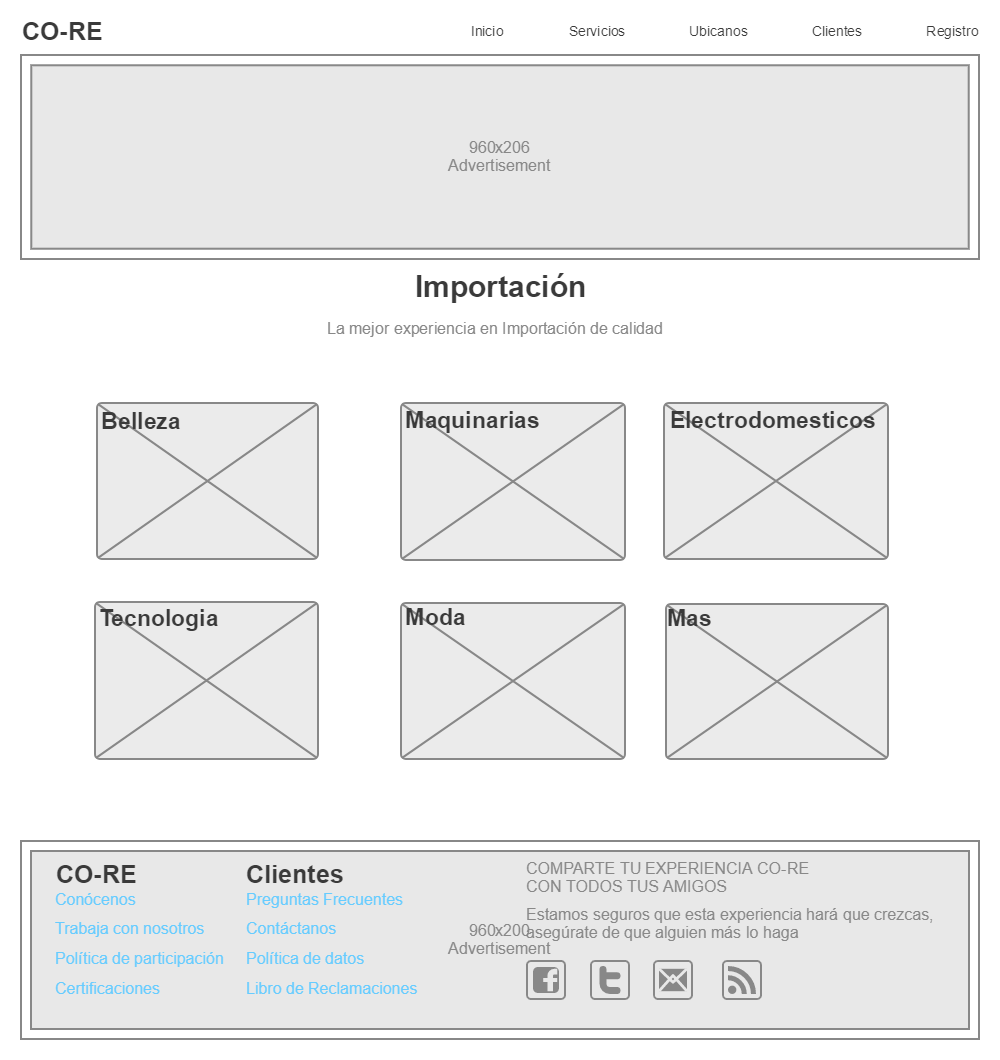 CO-RE
Inicio
Servicios
Ubicanos
Clientes
Registro
960x206
Advertisement
Importación
La mejor experiencia en Importación de calidad
Belleza
Maquinarias
Electrodomesticos
Tecnologia
Moda
Mas
CO-RE
Conócenos
Trabaja con nosotros
Política de participación
Certificaciones
Clientes
Preguntas Frecuentes
Contáctanos
Política de datos
Libro de Reclamaciones
960x200
Advertisement
COMPARTE TU EXPERIENCIA CO-RE
CON TODOS TUS AMIGOS
Estamos seguros que esta experiencia hará que crezcas,
asegúrate de que alguien más lo haga